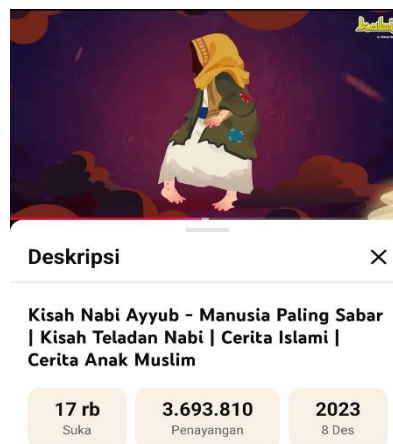 Deskripsi
Kisah Nabi Ayyub - Manusia Paling Sabar
| Kisah Teladan Nabi | Cerita Islami |
Cerita Anak Muslim
17 rb 3.693.810 2023
Suka Penayangan 8 Des